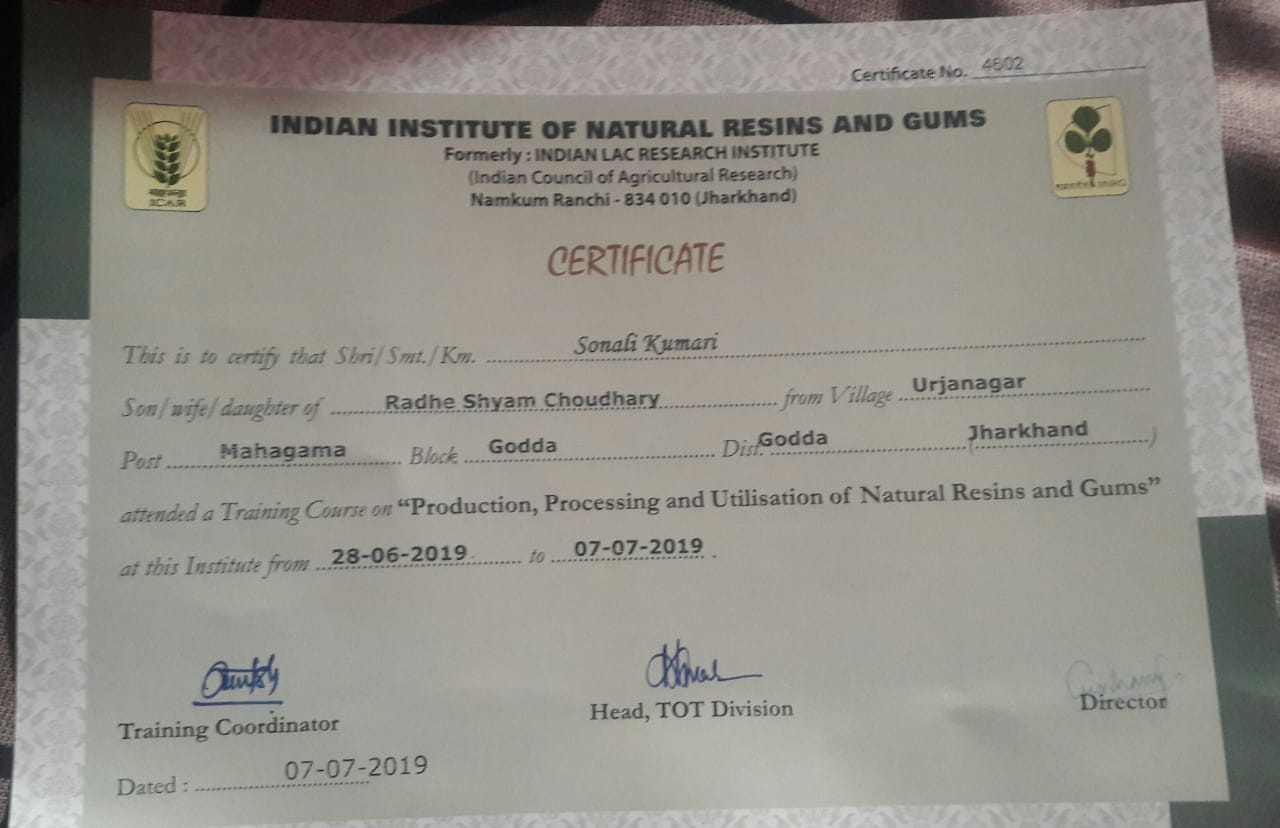 Certificate No. 4602
INDIAN INSTITUTE OF NATURAL RESINS AND GUMS
Formerly : INDIAN LAC RESEARCH INSTITUTE
(Indian Council of Agricultural Research)
Namkum Ranchi - 834 010 (Jharkhand)
भाकृअनुप
ICAR
CERTIFICATE
This is to certify that Shri/Smt./Km. Sonali Kumari
Son/wife/daughter of Radhe Shyam Choudhary from Village Urjanagar
Post Mahagama Block Godda Dist. Godda (Jharkhand)
attended a Training Course on “Production, Processing and Utilisation of Natural Resins and Gums”
at this Institute from 28-06-2019 to 07-07-2019 .
Training Coordinator
Head, TOT Division
Director
Dated : 07-07-2019